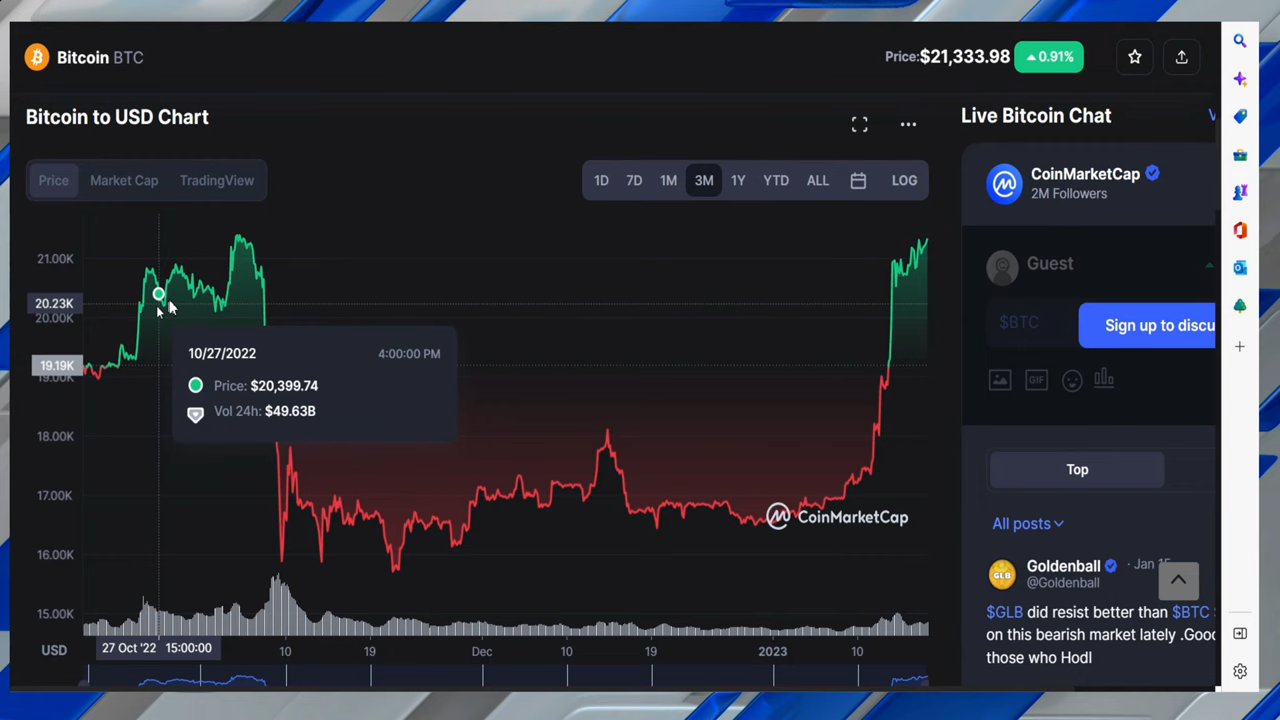 Bitcoin BTC
Price:$21,333.98 0.91%
Bitcoin to USD Chart
Live Bitcoin Chat
Price Market Cap TradingView
1D 7D 1M 3M 1Y YTD ALL LOG
CoinMarketCap
2M Followers
21.00K
20.23K
20.00K
19.19K
19.00K
18.00K
17.00K
16.00K
15.00K
10/27/2022 4:00:00 PM
Price: $20,399.74
Vol 24h: $49.63B
CoinMarketCap
USD
27 Oct '22 15:00:00 10 19 Dec 10 19 2023 10
Guest
$BTC Sign up to discu
GIF
Top
All posts
Goldenball · Jan
@Goldenball
$GLB did resist better than $BTC
on this bearish market lately .Goo
those who Hodl